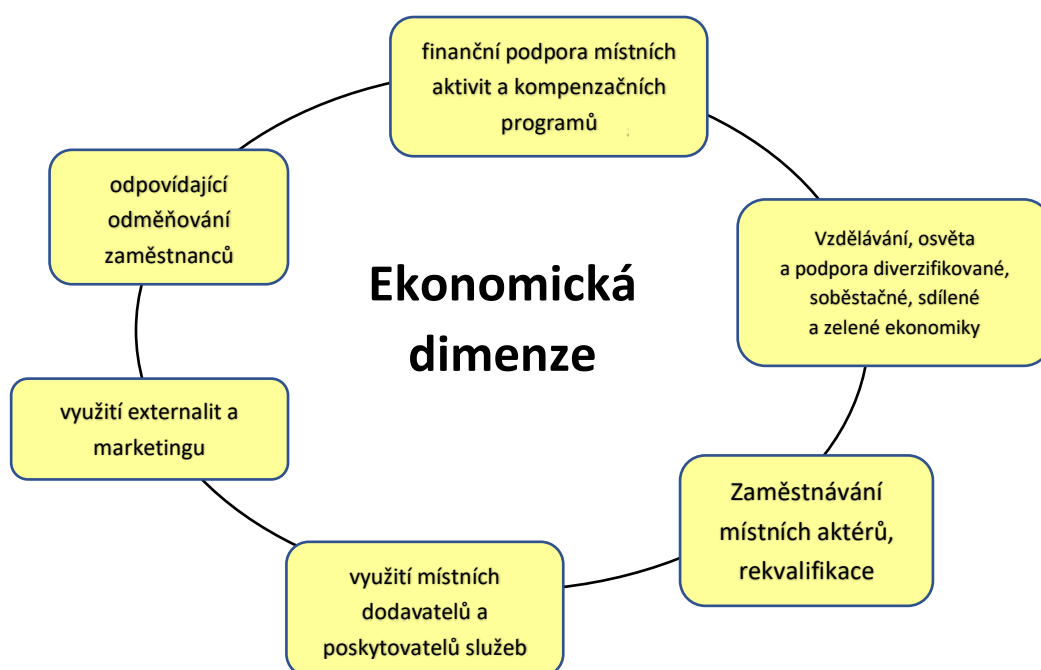 finanční podpora místních
aktivit a kompenzačních
programů
Vzdělávání, osvěta
a podpora diverzifikované,
soběstačné, sdílené
a zelené ekonomiky
Zaměstnávání
místních aktérů,
rekvalifikace
využití místních
dodavatelů a
poskytovatelů služeb
využití externalit a
marketingu
odpovídající
odměňování
zaměstnanců
Ekonomická
dimenze